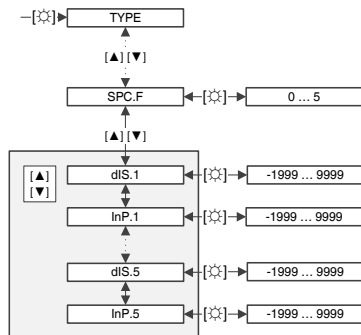 [☼] TYPE
[▲] [▼]
SPC.F [☼] 0 ... 5
[▲] [▼]
[▲] dIS.1 [☼] -1999 ... 9999
[▼]
InP.1 [☼] -1999 ... 9999
dIS.5 [☼] -1999 ... 9999
InP.5 [☼] -1999 ... 9999